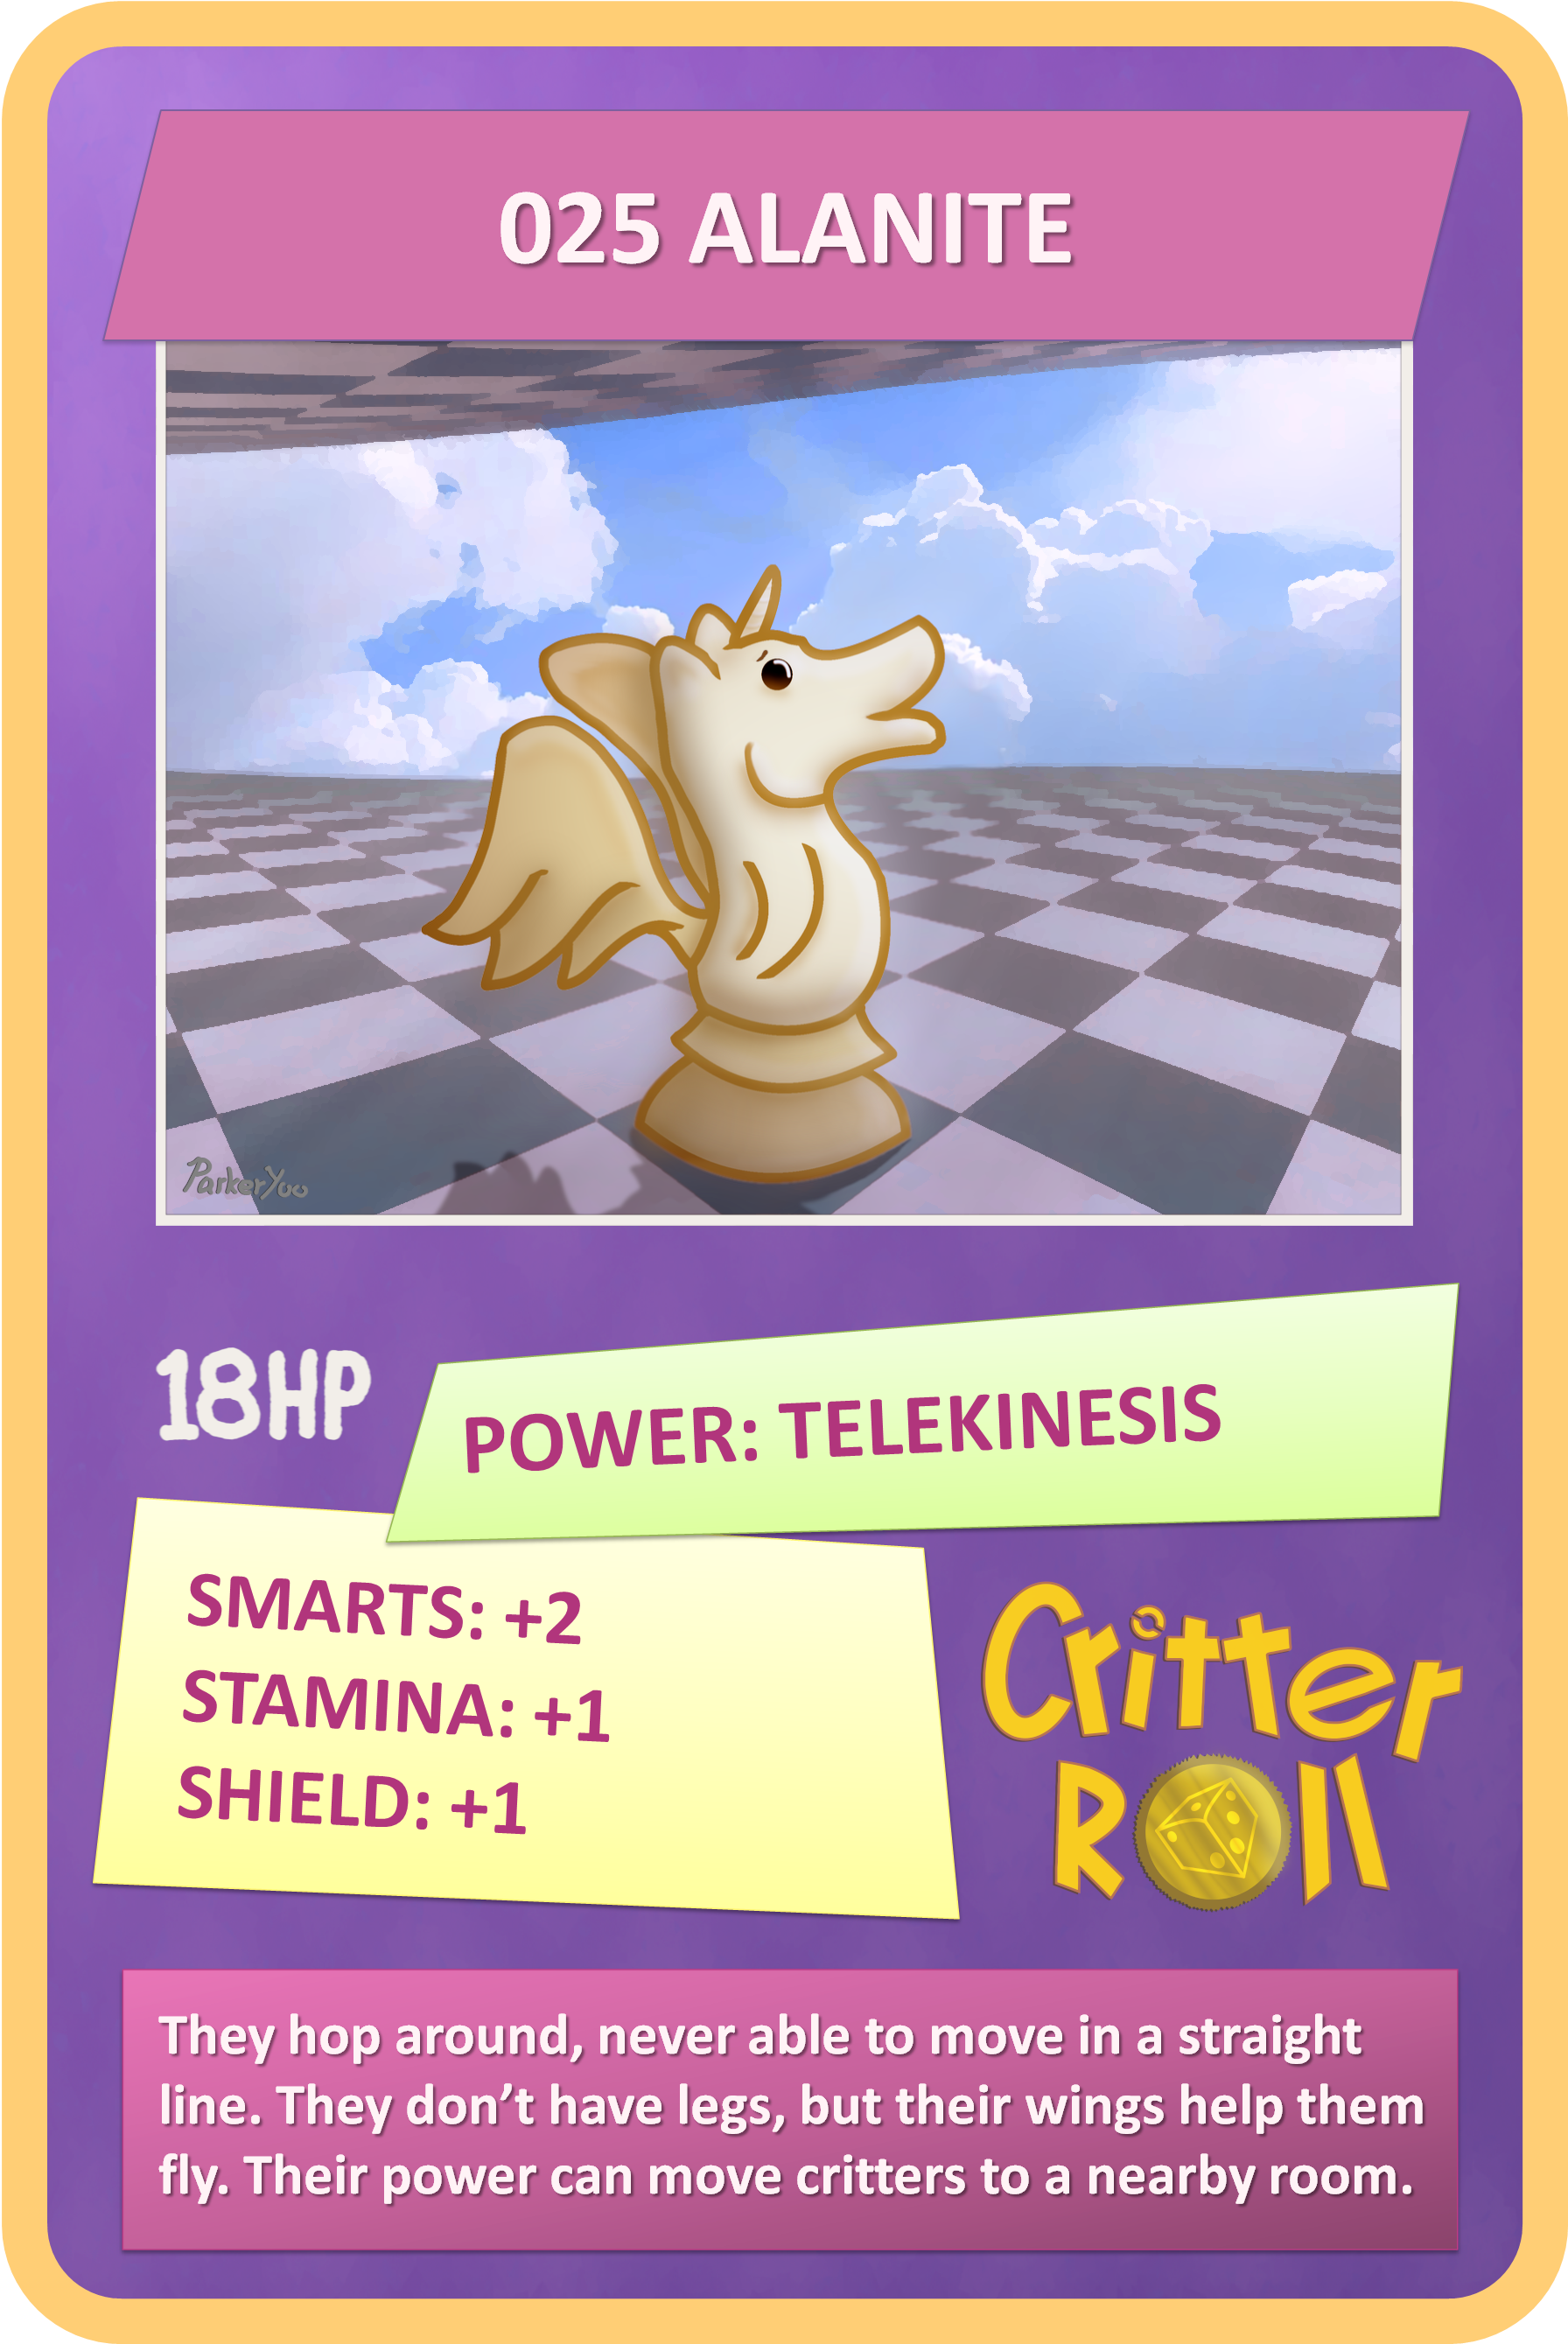 025 ALANITE
ParkerYoo
18HP
POWER: TELEKINESIS
SMARTS: +2
STAMINA: +1
SHIELD: +1
Critter
Roll
They hop around, never able to move in a straight
line. They don’t have legs, but their wings help them
fly. Their power can move critters to a nearby room.